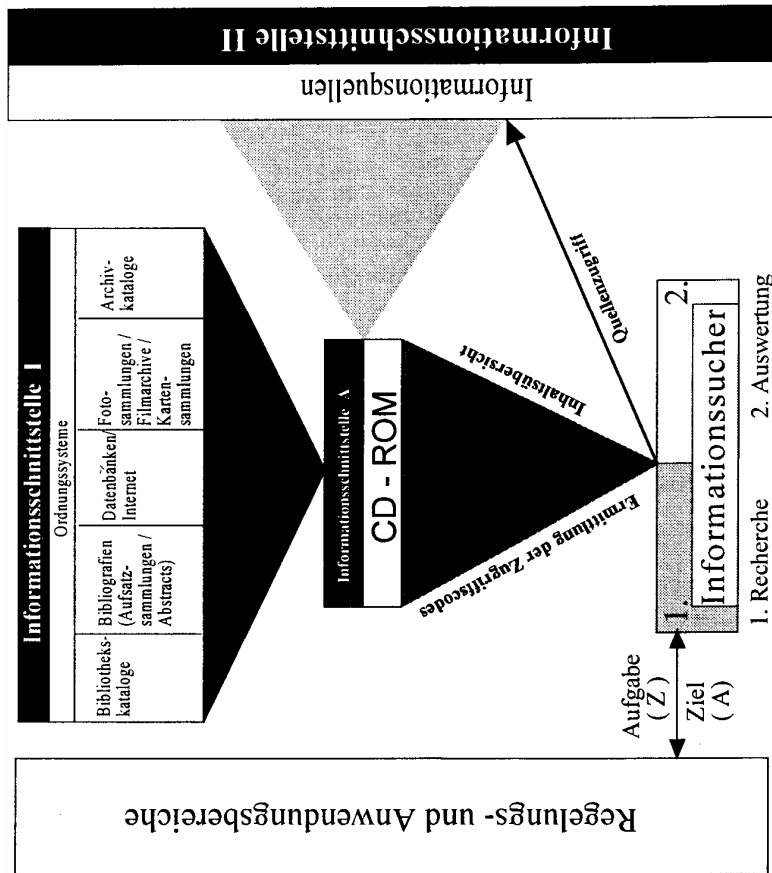 Informationsschnittstelle II
Informationsquellen
Informationsschnittstelle I
Ordnungssysteme
Bibliotheks-
kataloge
Bibliografien
(Aufsatz-
sammlungen /
Abstracts)
Datenbänken/
Internet
Foto-
sammlungen /
Filmarchive /
Karten-
sammlungen
Archiv-
kataloge
Informationsschnittstelle A
CD - ROM
Ermittlung der Zugriffscodes
Inhaltsübersicht
Quellenzugriff
Aufgabe
( Z )
Ziel
( A )
1.
2.
Informationssucher
1. Recherche
2. Auswertung
Regelungs- und Anwendungsbereiche